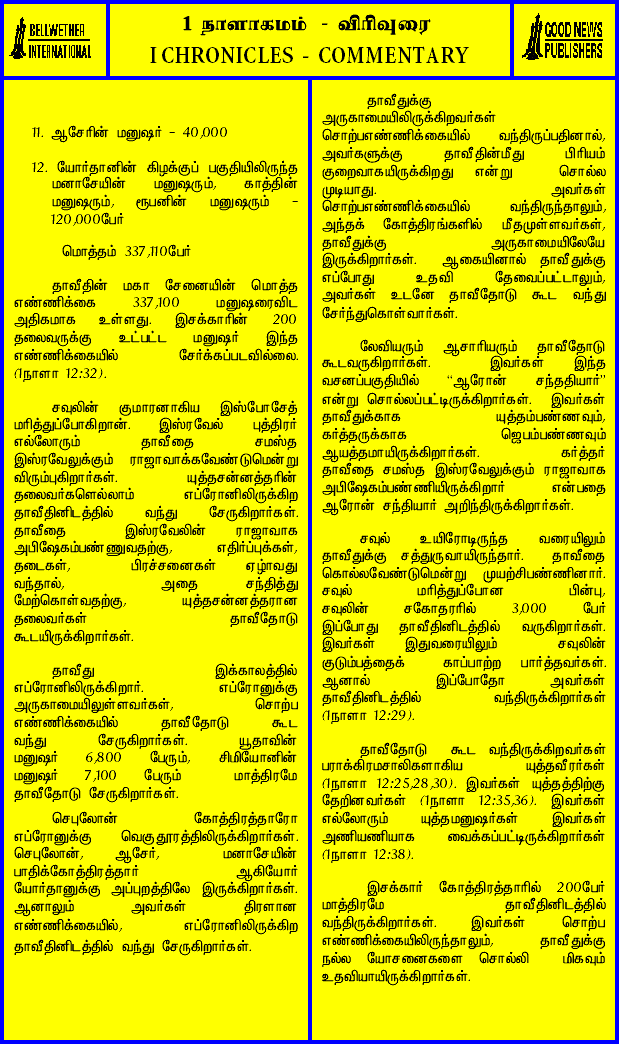 BELLWETHER
INTERNATIONAL
1 நாளாகமம் - விரிவுரை
I CHRONICLES - COMMENTARY
GOOD NEWS
PUBLISHERS
11. ஆசேரின் மனுஷர் - 40,000
12. யோர்தானின் கிழக்குப் பகுதியிலிருந்த
மனாசேயின் மனுஷரும், காத்தின்
மனுஷரும், ரூபனின் மனுஷரும் -
120,000பேர்
மொத்தம் 337,110பேர்
தாவீதின் மகா சேனையின் மொத்த
எண்ணிக்கை 337,100 மனுஷரைவிட
அதிகமாக உள்ளது. இசக்காரின் 200
தலைவருக்கு உட்பட்ட மனுஷர் இந்த
எண்ணிக்கையில் சேர்க்கப்படவில்லை.
(1நாளா 12:32).
சவுலின் குமாரனாகிய இஸ்போசேத்
மரித்துப்போகிறான். இஸ்ரவேல் புத்திரர்
எல்லோரும் தாவீதை சமஸ்த
இஸ்ரவேலுக்கும் ராஜாவாக்கவேண்டுமென்று
விரும்புகிறார்கள். யுத்தசன்னத்தரின்
தலைவர்களெல்லாம் எப்ரோனிலிருக்கிற
தாவீதினிடத்தில் வந்து சேருகிறார்கள்.
தாவீதை இஸ்ரவேலின் ராஜாவாக
அபிஷேகம்பண்ணுவதற்கு, எதிர்ப்புக்கள்,
தடைகள், பிரச்சனைகள் ஏதாவது
வந்தால், அதை சந்தித்து
மேற்கொள்வதற்கு, யுத்தசன்னத்தரான
தலைவர்கள் தாவீதோடு
கூடயிருக்கிறார்கள்.
தாவீது இக்காலத்தில்
எப்ரோனிலிருக்கிறார். எப்ரோனுக்கு
அருகாமையிலுள்ளவர்கள், சொற்ப
எண்ணிக்கையில் தாவீதோடு கூட
வந்து சேருகிறார்கள். யூதாவின்
மனுஷர் 6,800 பேரும், சிமியோனின்
மனுஷர் 7,100 பேரும் மாத்திரமே
தாவீதோடு சேருகிறார்கள்.
செபுலோன் கோத்திரத்தாரோ
எப்ரோனுக்கு வெகுதூரத்திலிருக்கிறார்கள்.
செபுலோன், ஆசேர், மனாசேயின்
பாதிக்கோத்திரத்தார் ஆகியோர்
யோர்தானுக்கு அப்புறத்திலே இருக்கிறார்கள்.
ஆனாலும் அவர்கள் திரளான
எண்ணிக்கையில், எப்ரோனிலிருக்கிற
தாவீதினிடத்தில் வந்து சேருகிறார்கள்.
தாவீதுக்கு
அருகாமையிலிருக்கிறவர்கள்
சொற்பஎண்ணிக்கையில் வந்திருப்பதினால்,
அவர்களுக்கு தாவீதின்மீது பிரியம்
குறைவாகயிருக்கிறது என்று சொல்ல
முடியாது. அவர்கள்
சொற்பஎண்ணிக்கையில் வந்திருந்தாலும்,
அந்தக் கோத்திரங்களில் மீதமுள்ளவர்கள்,
தாவீதுக்கு அருகாமையிலேயே
இருக்கிறார்கள். ஆகையினால் தாவீதுக்கு
எப்போது உதவி தேவைப்பட்டாலும்,
அவர்கள் உடனே தாவீதோடு கூட வந்து
சேர்ந்துகொள்வார்கள்.
லேவியரும் ஆசாரியரும் தாவீதோடு
கூடவருகிறார்கள். இவர்கள் இந்த
வசனப்பகுதியில் “ஆரோன் சந்ததியார்”
என்று சொல்லப்பட்டிருக்கிறார்கள். இவர்கள்
தாவீதுக்காக யுத்தம்பண்ணவும்,
கர்த்தருக்காக ஜெபம்பண்ணவும்
ஆயத்தமாயிருக்கிறார்கள். கர்த்தர்
தாவீதை சமஸ்த இஸ்ரவேலுக்கும் ராஜாவாக
அபிஷேகம்பண்ணியிருக்கிறார் என்பதை
ஆரோன் சந்தியார் அறிந்திருக்கிறார்கள்.
சவுல் உயிரோடிருந்த வரையிலும்
தாவீதுக்கு சத்துருவாயிருந்தார். தாவீதை
கொல்லவேண்டுமென்று முயற்சிபண்ணினார்.
சவுல் மரித்துப்போன பின்பு,
சவுலின் சகோதரரில் 3,000 பேர்
இப்போது தாவீதினிடத்தில் வருகிறார்கள்.
இவர்கள் இதுவரையிலும் சவுலின்
குடும்பத்தைக் காப்பாற்ற பார்த்தவர்கள்.
ஆனால் இப்போதோ அவர்கள்
தாவீதினிடத்தில் வந்திருக்கிறார்கள்
(1நாளா 12:29).
தாவீதோடு கூட வந்திருக்கிறவர்கள்
பராக்கிரமசாலிகளாகிய யுத்தவீரர்கள்
(1நாளா 12:25,28,30). இவர்கள் யுத்தத்திற்கு
தேறினவர்கள் (1நாளா 12:35,36). இவர்கள்
எல்லோரும் யுத்தமனுஷர்கள் இவர்கள்
அணியணியாக வைக்கப்பட்டிருக்கிறார்கள்
(1நாளா 12:38).
இசக்கார் கோத்திரத்தாரில் 200பேர்
மாத்திரமே தாவீதினிடத்தில்
வந்திருக்கிறார்கள். இவர்கள் சொற்ப
எண்ணிக்கையிலிருந்தாலும், தாவீதுக்கு
நல்ல யோசனைகளை சொல்லி மிகவும்
உதவியாயிருக்கிறார்கள்.